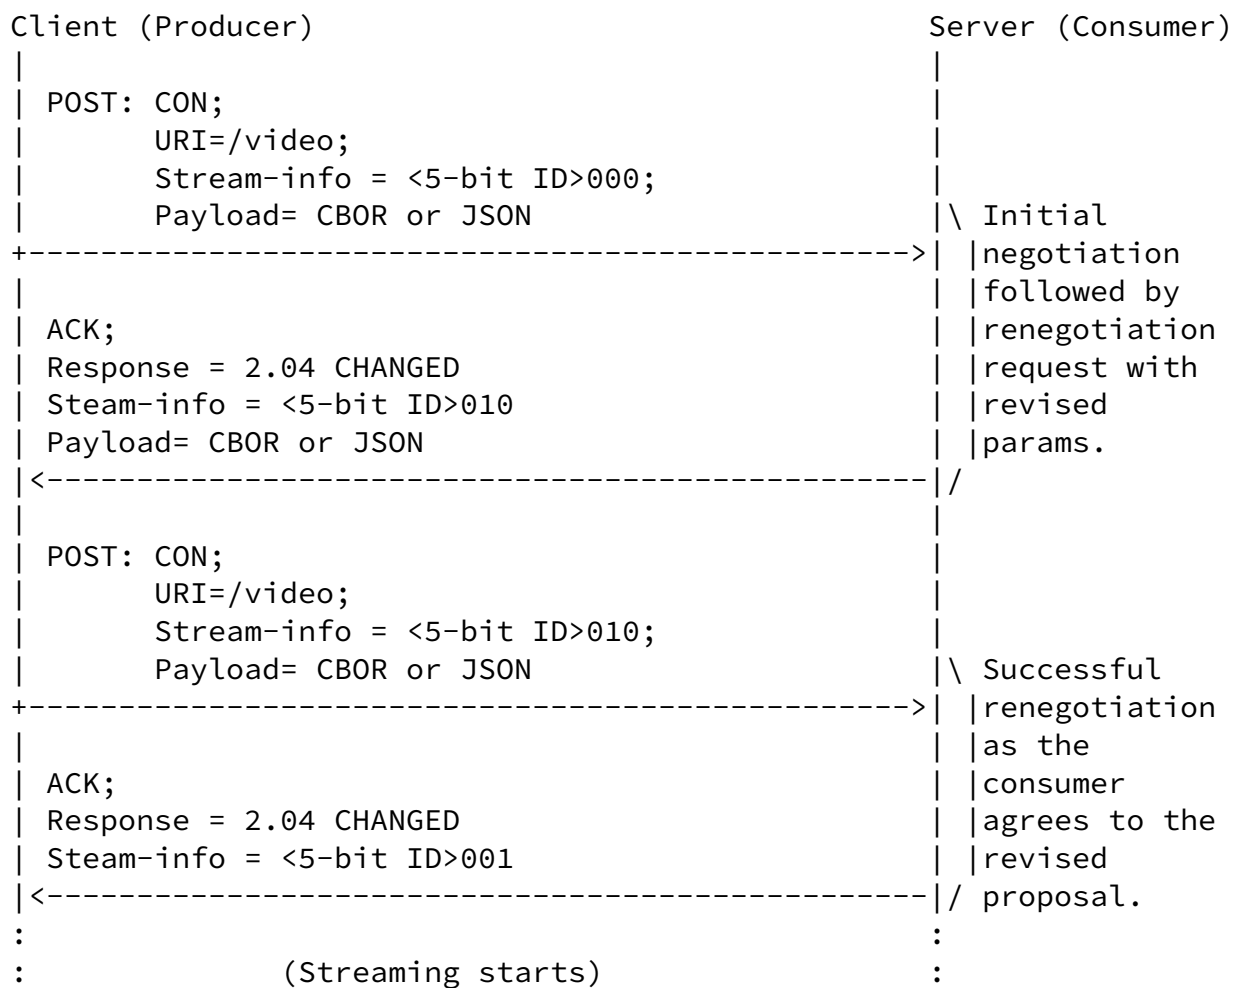 Client (Producer)                                  Server (Consumer)
|                                                  |
| POST: CON;                                       |
|       URI=/video;                                |
|       Stream-info = <5-bit ID>000;               |
|       Payload= CBOR or JSON                      |\ Initial
+------------------------------------------------->| |negotiation
|                                                  | |followed by
| ACK;                                             | |renegotiation
| Response = 2.04 CHANGED                          | |request with
| Steam-info = <5-bit ID>010                       | |revised
| Payload= CBOR or JSON                            | |params.
|<-------------------------------------------------|/
|                                                  |
| POST: CON;                                       |
|       URI=/video;                                |
|       Stream-info = <5-bit ID>010;               |
|       Payload= CBOR or JSON                      |\ Successful
+------------------------------------------------->| |renegotiation
|                                                  | |as the
| ACK;                                             | |consumer
| Response = 2.04 CHANGED                          | |agrees to the
| Steam-info = <5-bit ID>001                       | |revised
|<-------------------------------------------------|/ proposal.
:                                                  :
:              (Streaming starts)                  :